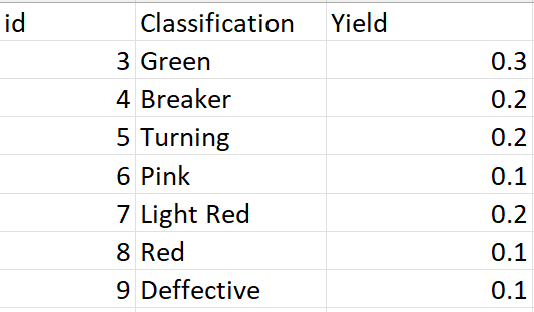 id Classification Yield
3 Green 0.3
4 Breaker 0.2
5 Turning 0.2
6 Pink 0.1
7 Light Red 0.2
8 Red 0.1
9 Deffective 0.1